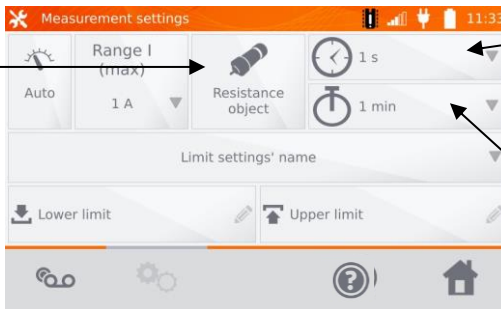 Measurement settings
11:33
Auto
Range I
(max)
1 A
Resistance
object
1 s
1 min
Limit settings' name
Lower limit
Upper limit